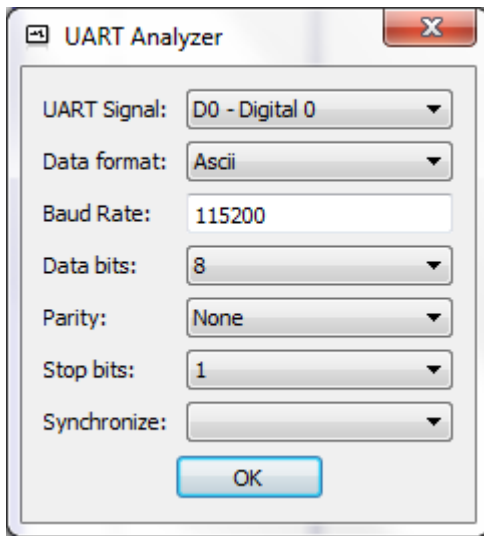 UART Analyzer
UART Signal: D0 - Digital 0
Data format: Ascii
Baud Rate: 115200
Data bits: 8
Parity: None
Stop bits: 1
Synchronize:
OK